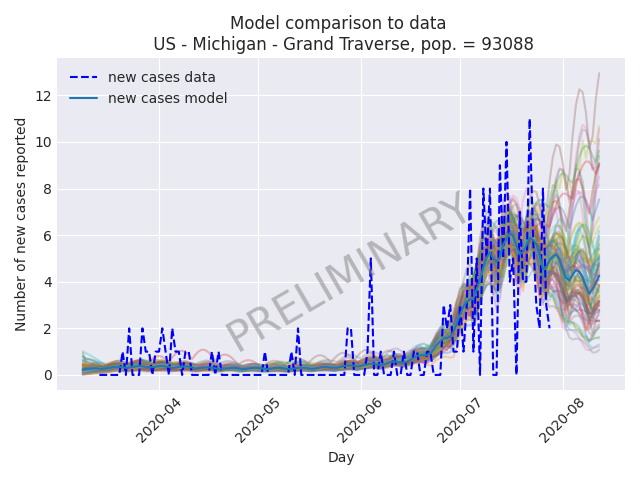 Model comparison to data
US - Michigan - Grand Traverse, pop. = 93088
new cases data
new cases model
Number of new cases reported
12
10
8
6
4
2
0
PRELIMINARY
2020-04
2020-05
2020-06
2020-07
2020-08
Day